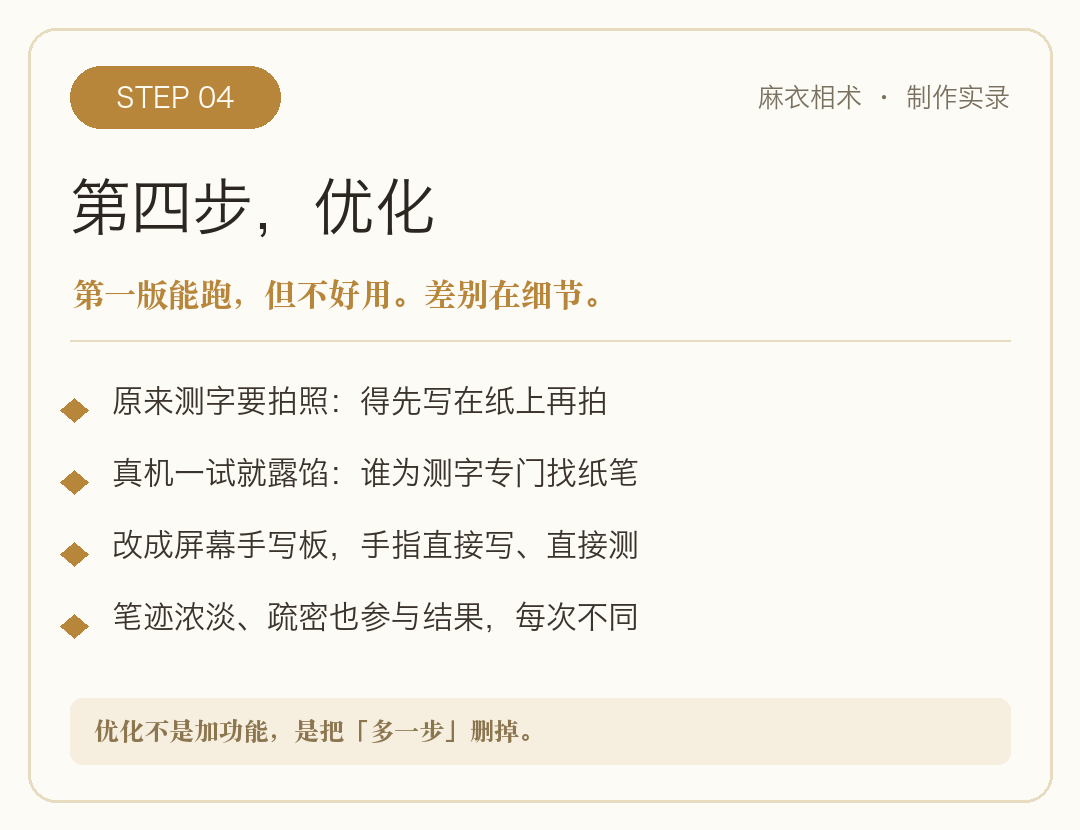 STEP 04
麻衣相术 · 制作实录
第四步，优化
第一版能跑，但不好用。差别在细节。
原来测字要拍照：得先写在纸上再拍
真机一试就露馅：谁为测字专门找纸笔
改成屏幕手写板，手指直接写、直接测
笔迹浓淡、疏密也参与结果，每次不同
优化不是加功能，是把「多一步」删掉。